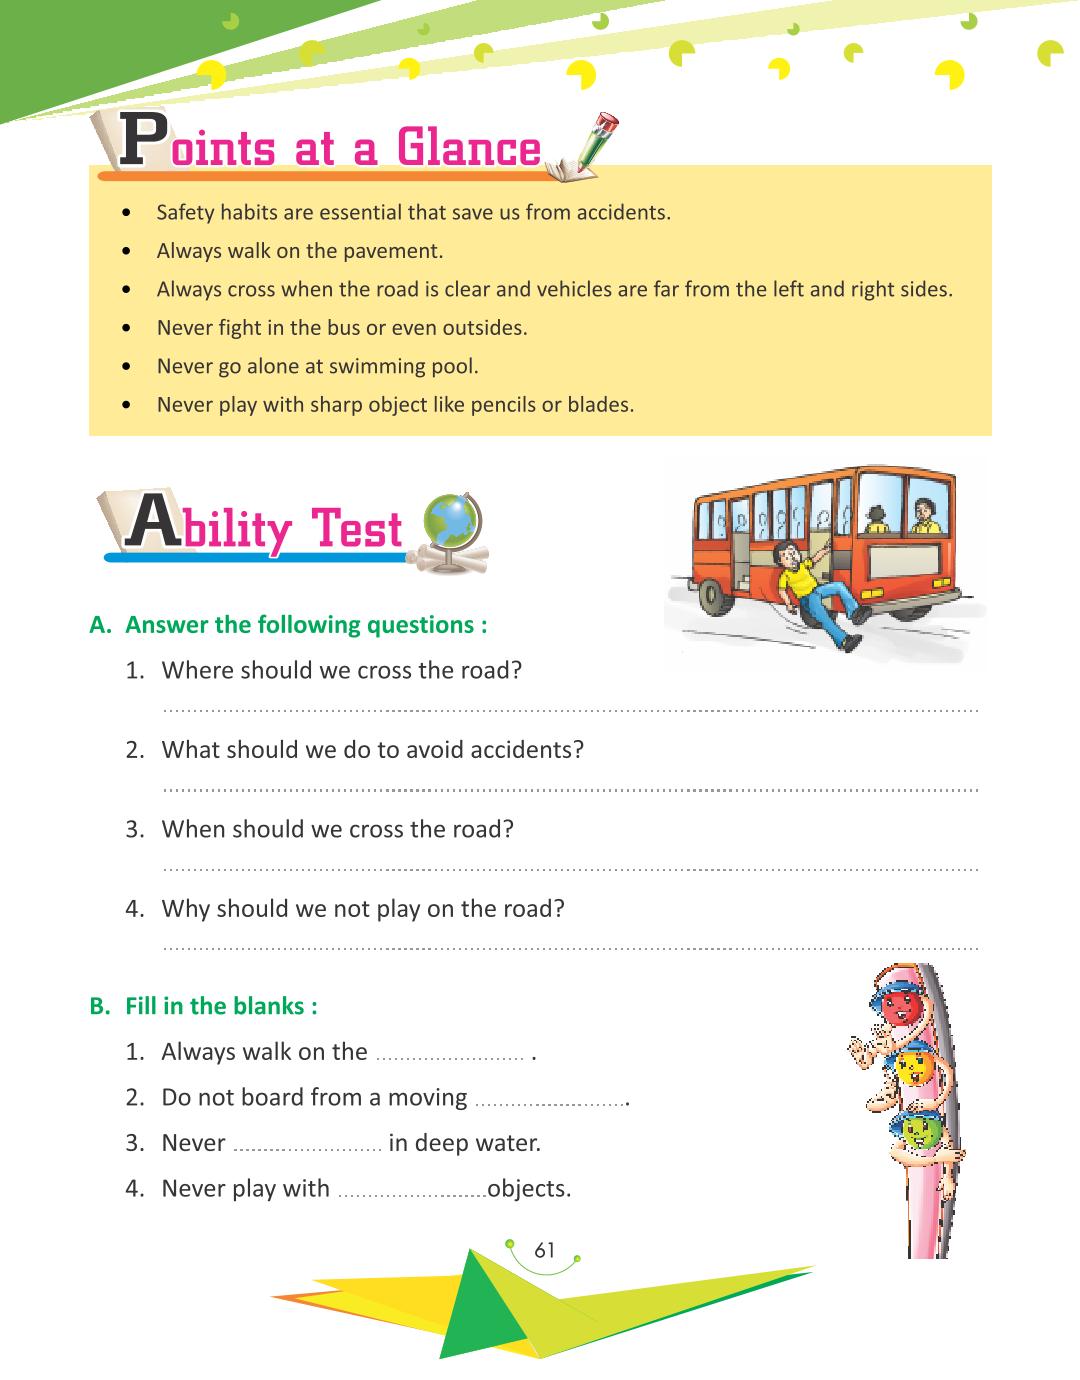 Points at a Glance
• Safety habits are essential that save us from accidents.
• Always walk on the pavement.
• Always cross when the road is clear and vehicles are far from the left and right sides.
• Never fight in the bus or even outsides.
• Never go alone at swimming pool.
• Never play with sharp object like pencils or blades.
Ability Test
A. Answer the following questions :
1. Where should we cross the road?
2. What should we do to avoid accidents?
3. When should we cross the road?
4. Why should we not play on the road?
B. Fill in the blanks :
1. Always walk on the ........................ .
2. Do not board from a moving ........................ .
3. Never ........................ in deep water.
4. Never play with ........................objects.
61